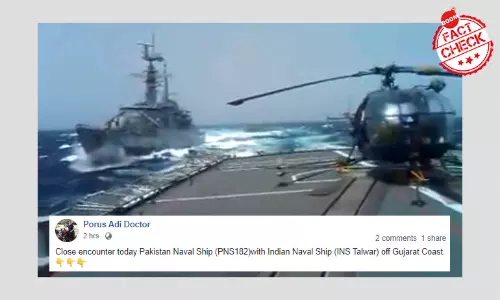 BOOM
FACT
CHECK
Porus Adi Doctor
2 hrs ·
2 comments 1 share
Close encounter today Pakistan Naval Ship (PNS182)with Indian Naval Ship (INS Talwar) off Gujarat Coast.
👇👇👇